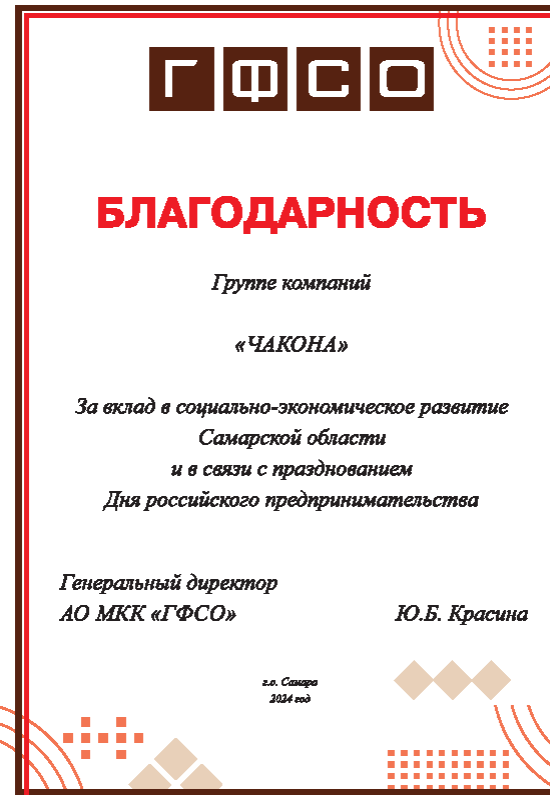 ГФСО
БЛАГОДАРНОСТЬ
Группе компаний
«ЧАКОНА»
За вклад в социально-экономическое развитие
Самарской области
и в связи с празднованием
Дня российского предпринимательства
Генеральный директор
АО МКК «ГФСО» Ю.Б. Красина
г.о. Самара
2024 год